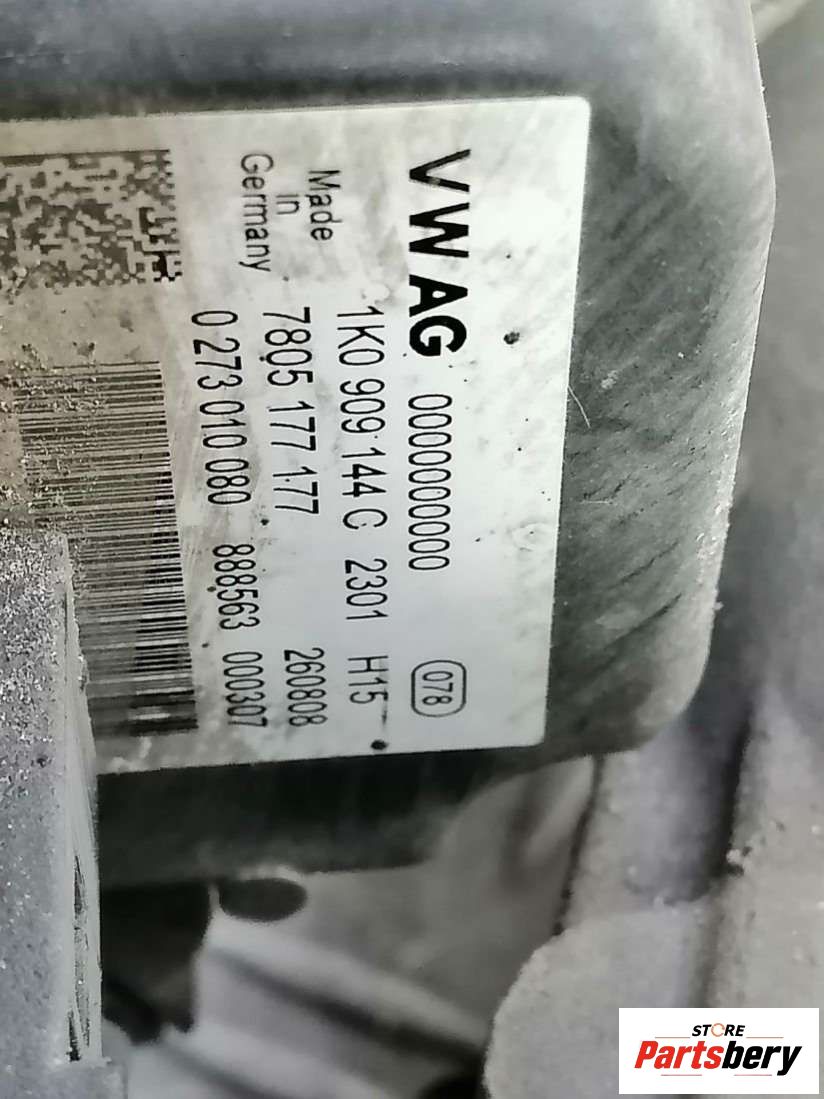 VW AG 0000000000 078
1K0 909 144 G 2301 H15
Made in Germany
7805 177 177 260808
0 273 010 080 888563 000307
STORE
Partsbery